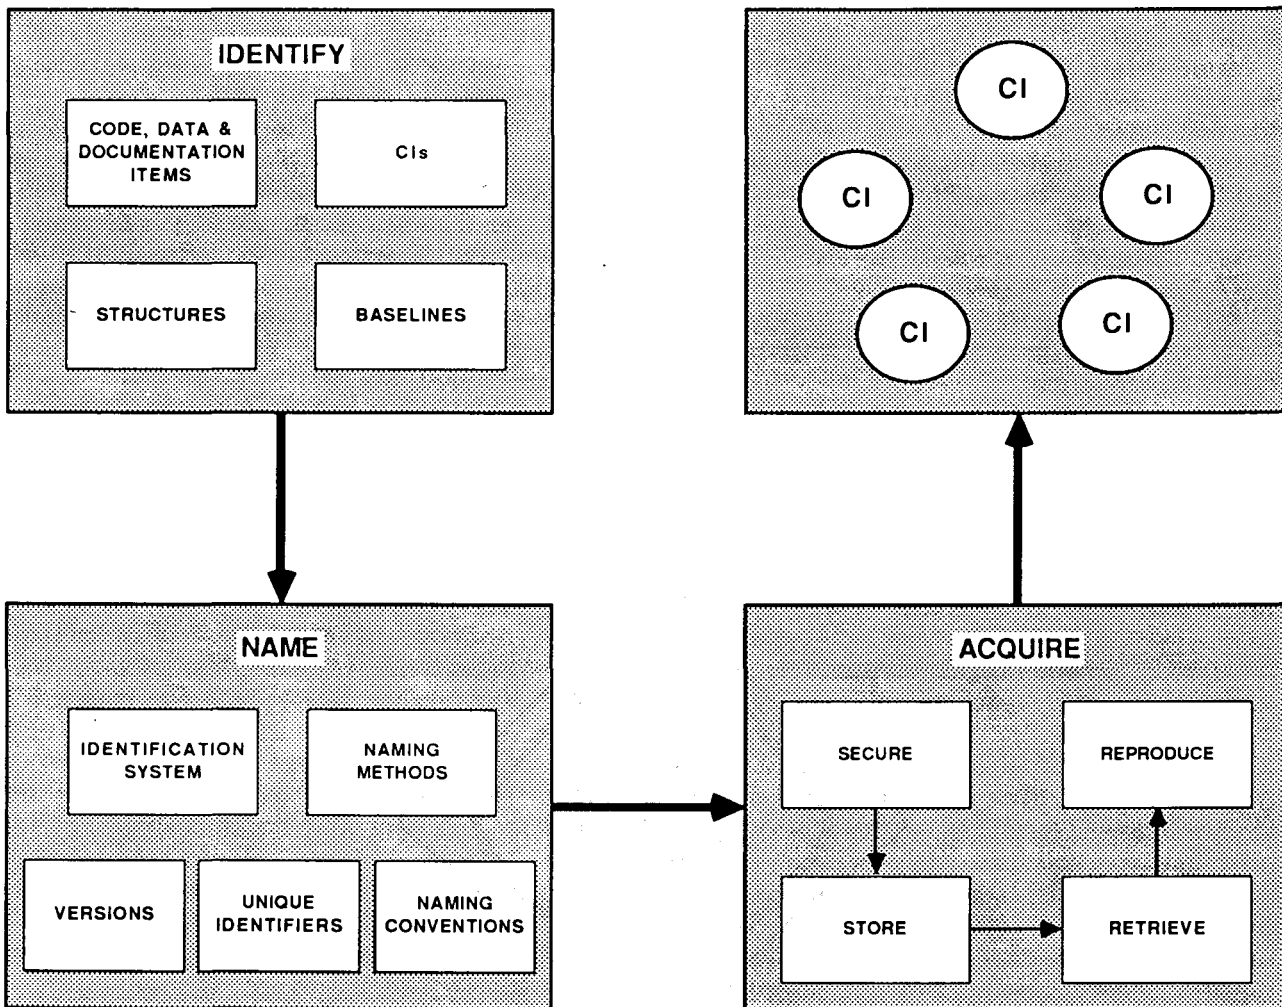 IDENTIFY
CODE, DATA &
DOCUMENTATION
ITEMS
CIs
STRUCTURES
BASELINES
CI
CI
CI
CI
CI
NAME
IDENTIFICATION
SYSTEM
NAMING
METHODS
VERSIONS
UNIQUE
IDENTIFIERS
NAMING
CONVENTIONS
ACQUIRE
SECURE
REPRODUCE
STORE
RETRIEVE